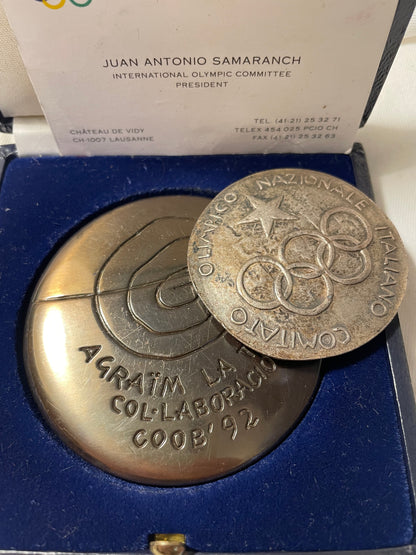 JUAN ANTONIO SAMARANCH
INTERNATIONAL OLYMPIC COMMITTEE
PRESIDENT
TEL. (41-21) 25 32 71
TELEX 454 025 PCIO CH
FAX (41-21) 25 32 63
CHÂTEAU DE VIDY
CH-1007 LAUSANNE
COMITATO OLIMPICO NAZIONALE ITALIANO
AGRAÏM LA
COL·LABORACIÓ
COOB'92